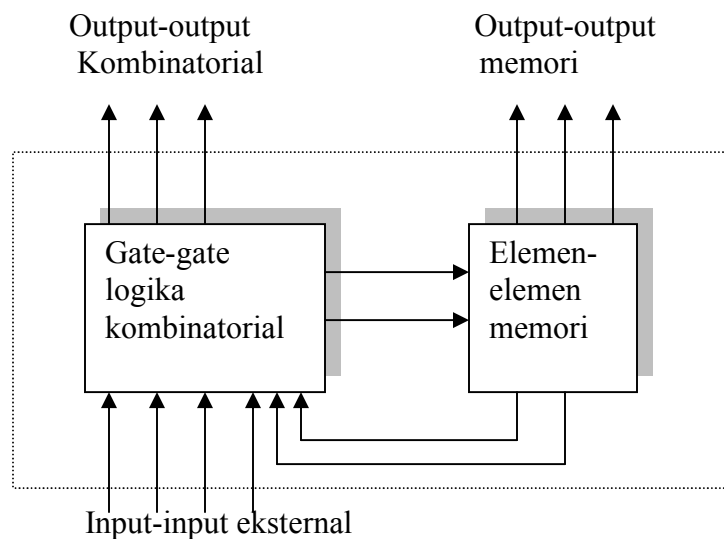 Output-output
Kombinatorial
Output-output
memori
Gate-gate
logika
kombinatorial
Elemen-
elemen
memori
Input-input eksternal